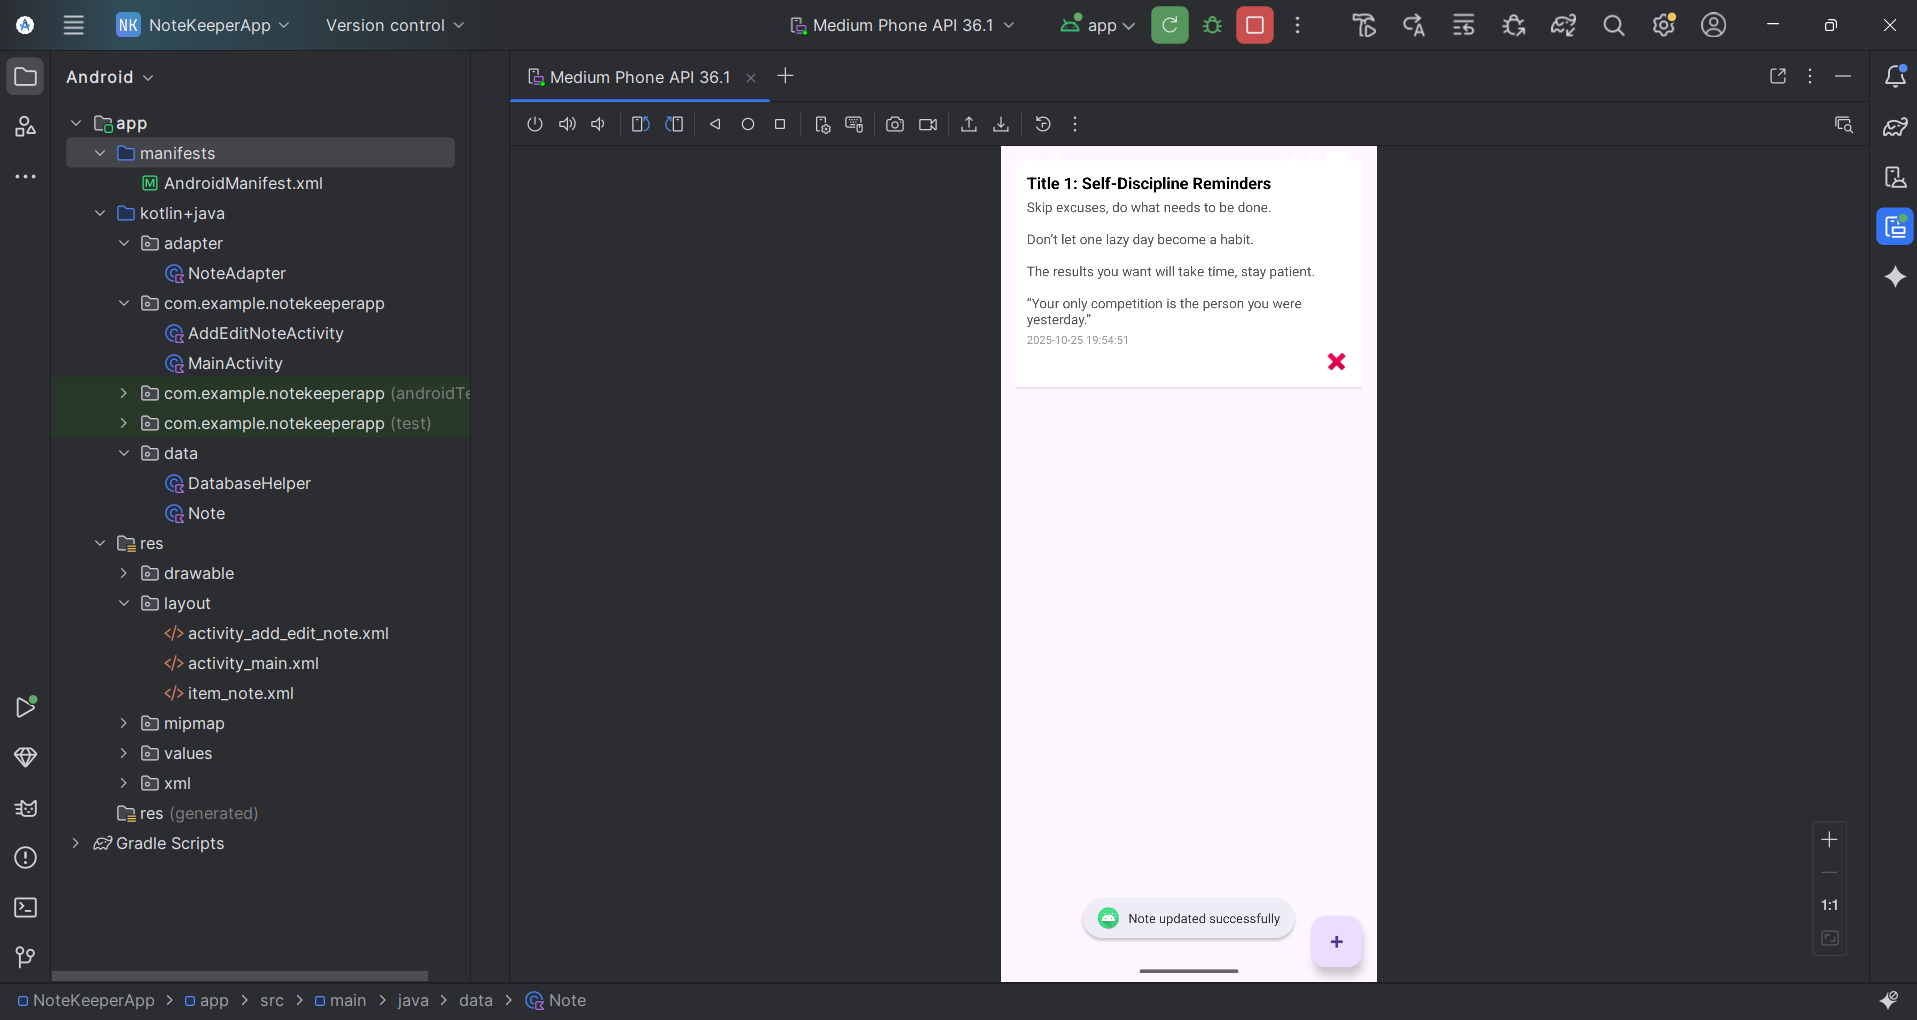 NK NoteKeeperApp Version control Medium Phone API 36.1 app
Android
Medium Phone API 36.1
app
manifests
AndroidManifest.xml
kotlin+java
adapter
NoteAdapter
com.example.notekeeperapp
AddEditNoteActivity
MainActivity
com.example.notekeeperapp (androidTe
com.example.notekeeperapp (test)
data
DatabaseHelper
Note
res
drawable
layout
activity_add_edit_note.xml
activity_main.xml
item_note.xml
mipmap
values
xml
res (generated)
Gradle Scripts
Title 1: Self-Discipline Reminders
Skip excuses, do what needs to be done.
Don’t let one lazy day become a habit.
The results you want will take time, stay patient.
“Your only competition is the person you were
yesterday.”
2025-10-25 19:54:51
Note updated successfully
+
1:1
NoteKeeperApp > app > src > main > java > data > Note